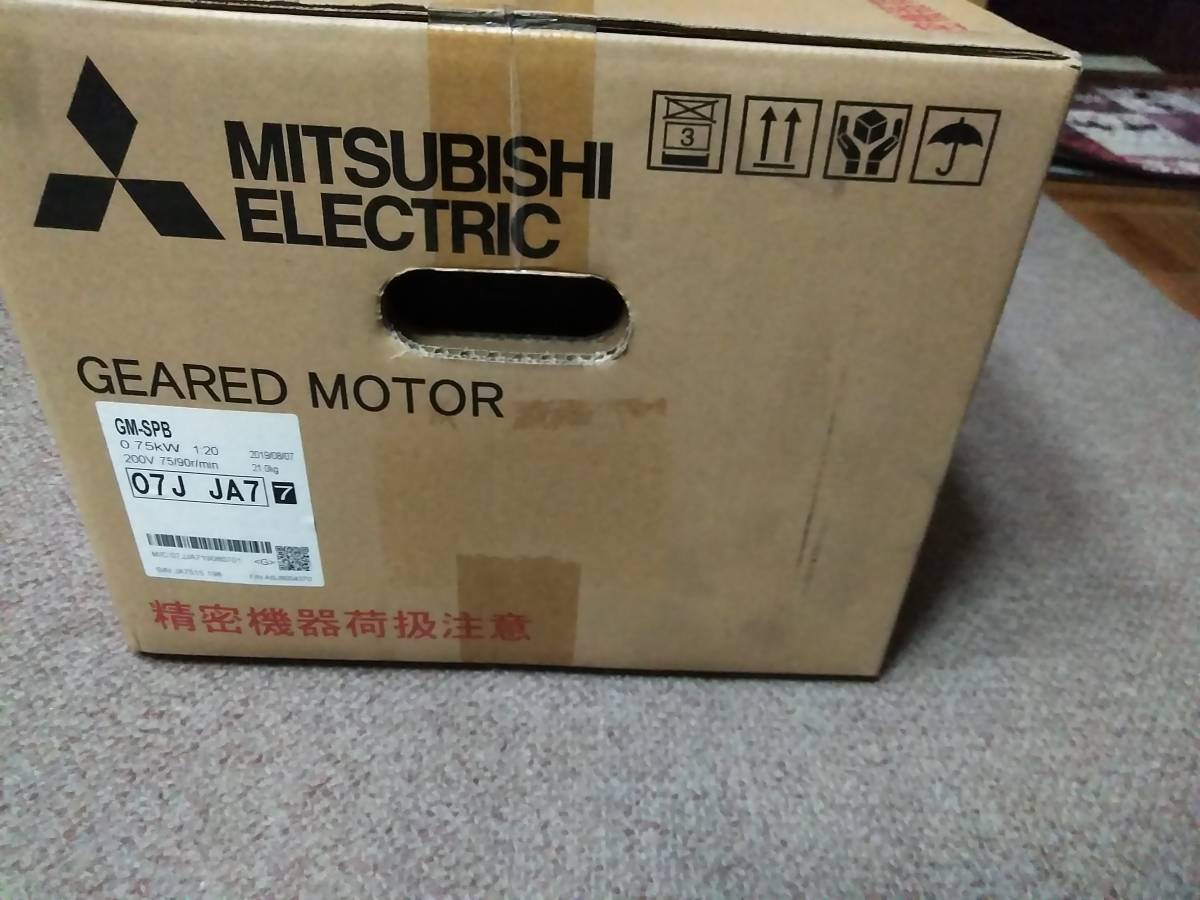 MITSUBISHI
ELECTRIC
3
GEARED MOTOR
GM-SPB
0.75kW 1:20 2019/08/07
200V 75/90r/min 21.0kg
07J JA7 7
<G>
精密機器荷扱注意